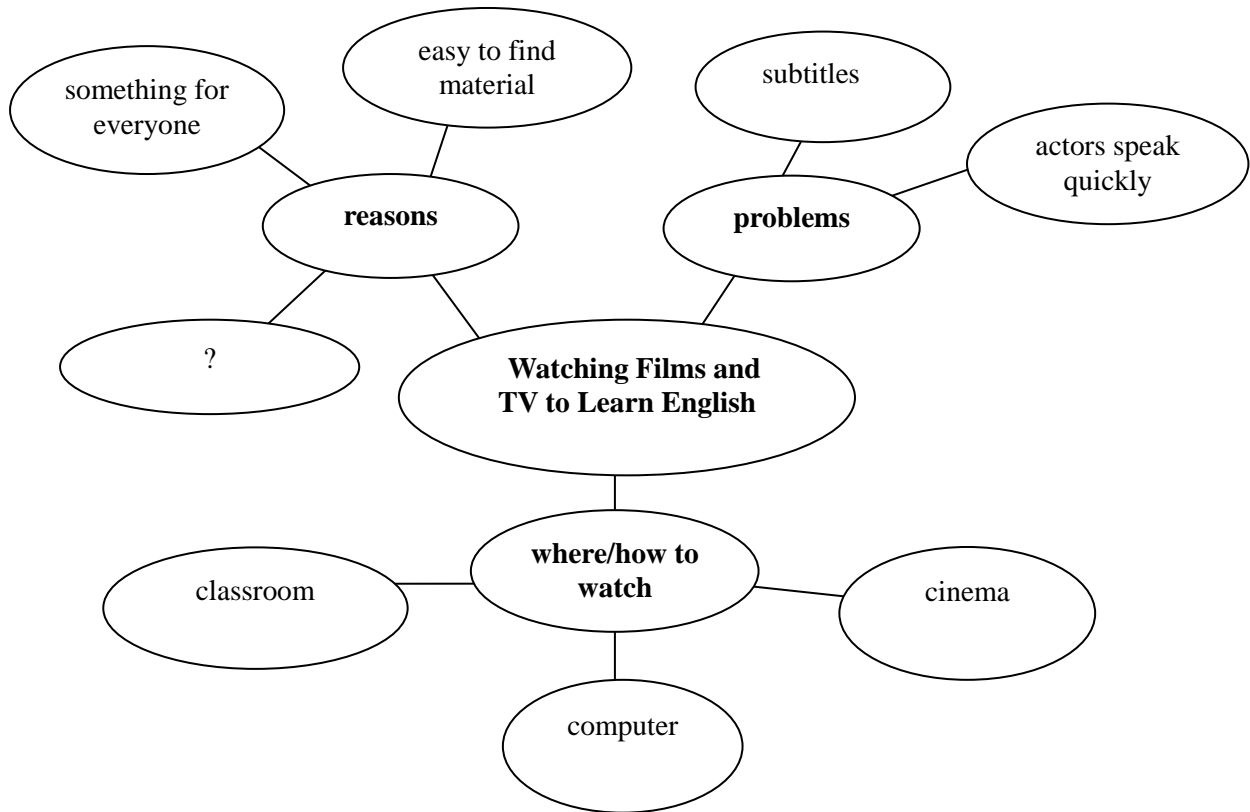 easy to find
material
something for
everyone
subtitles
actors speak
quickly
reasons
problems
?
Watching Films and
TV to Learn English
where/how to
watch
classroom
cinema
computer